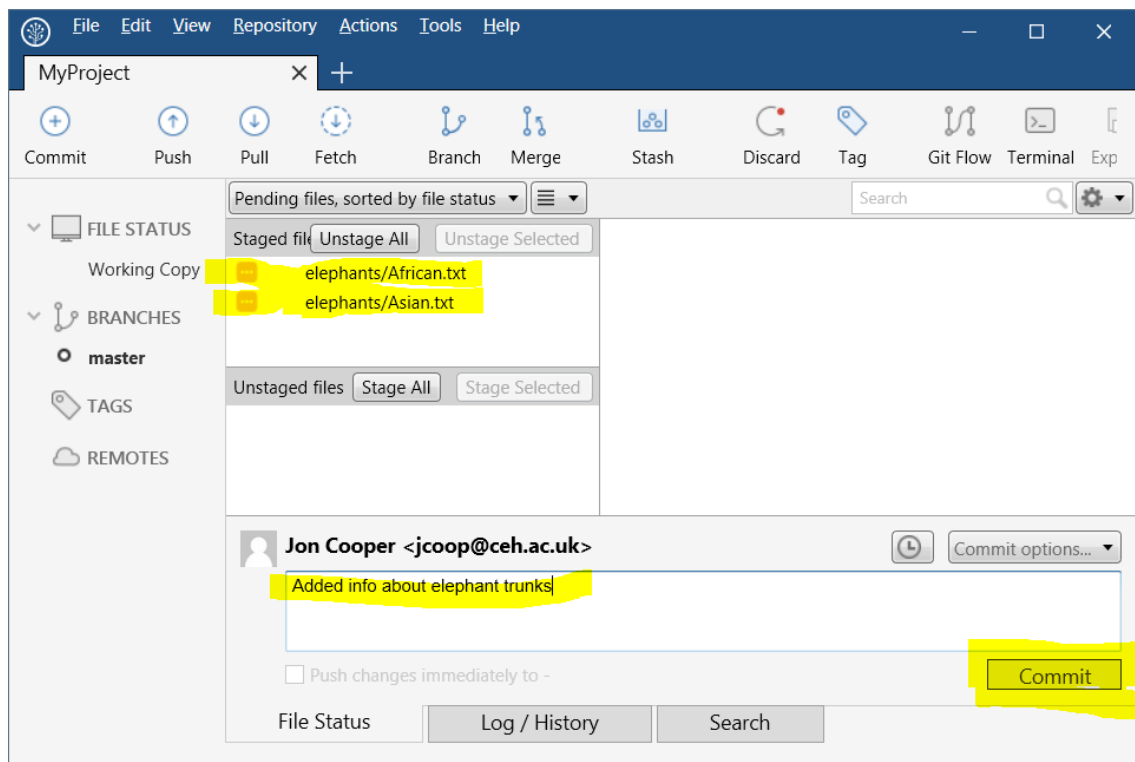 File Edit View Repository Actions Tools Help
MyProject
Commit Push Pull Fetch Branch Merge Stash Discard Tag Git Flow Terminal Exp
Pending files, sorted by file status
Search
FILE STATUS
Working Copy
BRANCHES
master
TAGS
REMOTES
Staged file Unstage All Unstage Selected
elephants/African.txt
elephants/Asian.txt
Unstaged files Stage All Stage Selected
Jon Cooper <jcoop@ceh.ac.uk>
Commit options...
Added info about elephant trunks
Push changes immediately to -
Commit
File Status Log / History Search